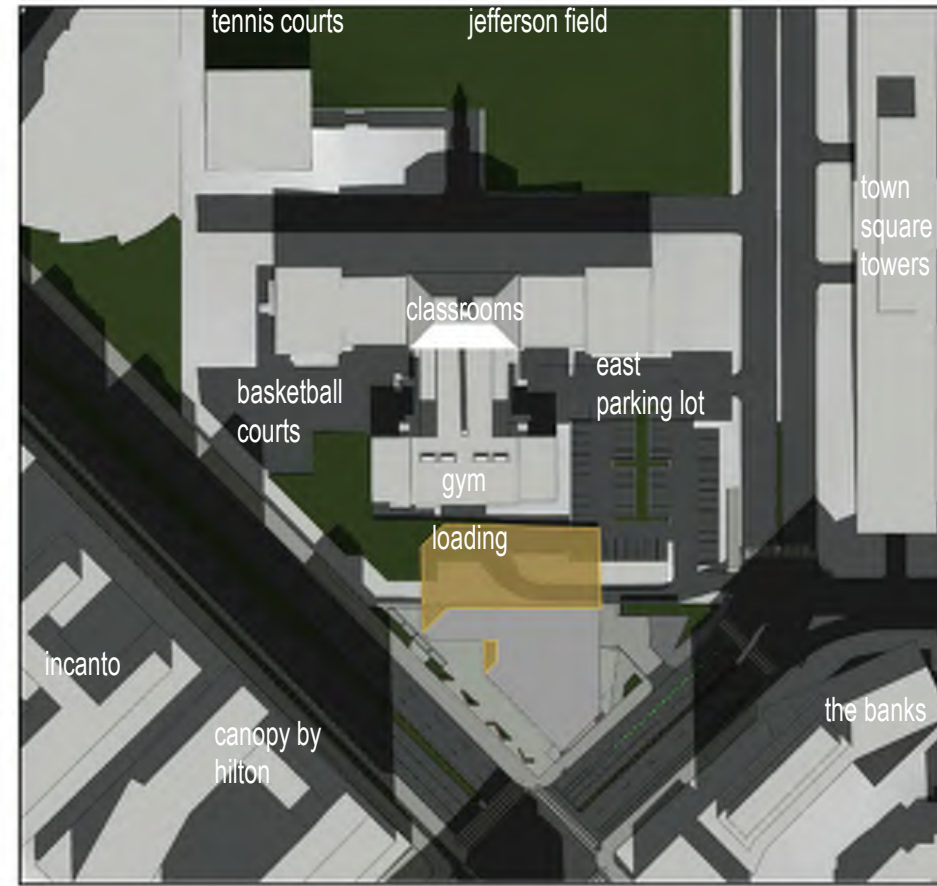 tennis courts
jefferson field
town
square
towers
classrooms
east
parking lot
basketball
courts
gym
loading
incanto
the banks
canopy by
hilton